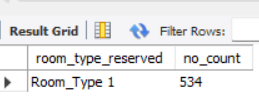 Result Grid Filter Rows:
room_type_reserved no_count
Room_Type 1 534